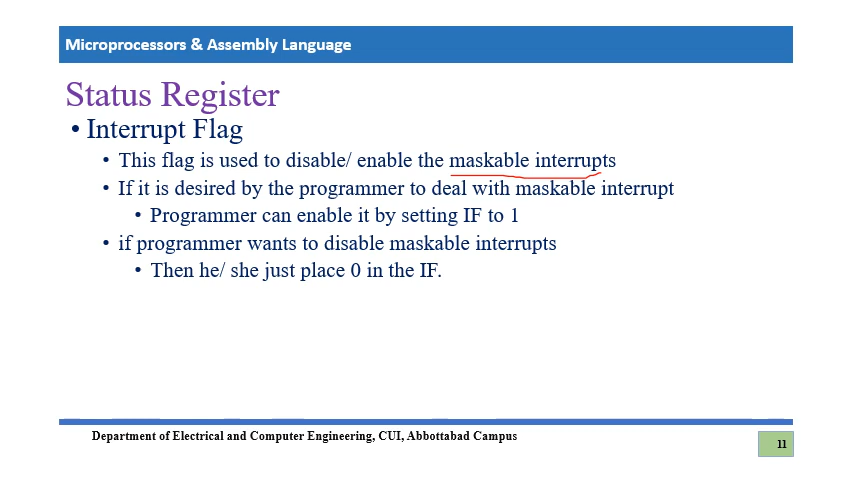 Microprocessors & Assembly Language
Status Register
• Interrupt Flag
• This flag is used to disable/ enable the maskable interrupts
• If it is desired by the programmer to deal with maskable interrupt
• Programmer can enable it by setting IF to 1
• if programmer wants to disable maskable interrupts
• Then he/ she just place 0 in the IF.
Department of Electrical and Computer Engineering, CUI, Abbottabad Campus
11